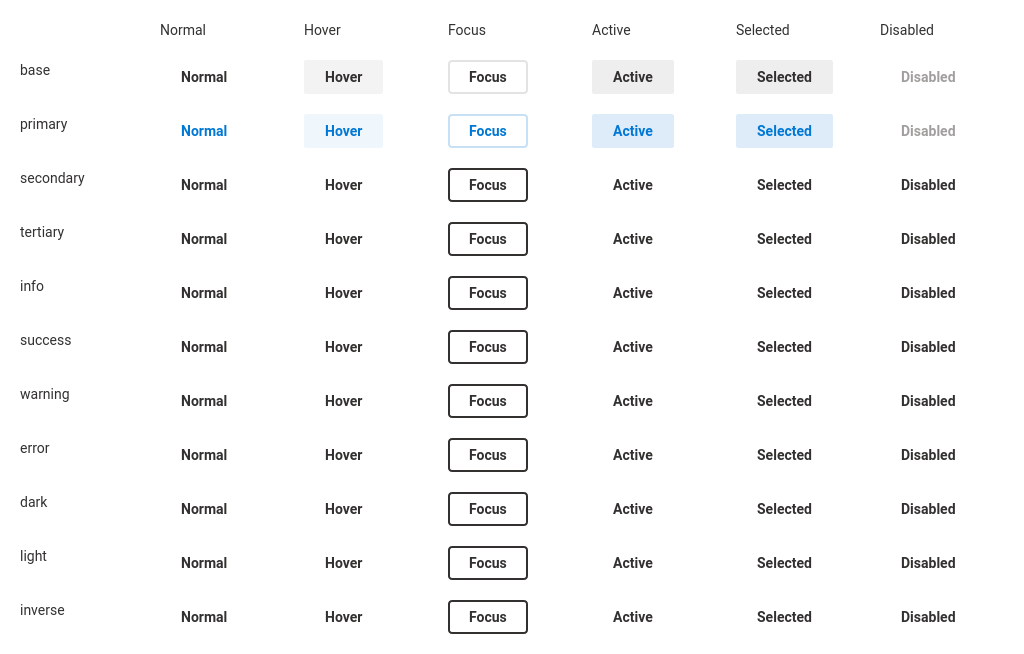 Normal Hover Focus Active Selected Disabled
base Normal Hover Focus Active Selected Disabled
primary Normal Hover Focus Active Selected Disabled
secondary Normal Hover Focus Active Selected Disabled
tertiary Normal Hover Focus Active Selected Disabled
info Normal Hover Focus Active Selected Disabled
success Normal Hover Focus Active Selected Disabled
warning Normal Hover Focus Active Selected Disabled
error Normal Hover Focus Active Selected Disabled
dark Normal Hover Focus Active Selected Disabled
light Normal Hover Focus Active Selected Disabled
inverse Normal Hover Focus Active Selected Disabled